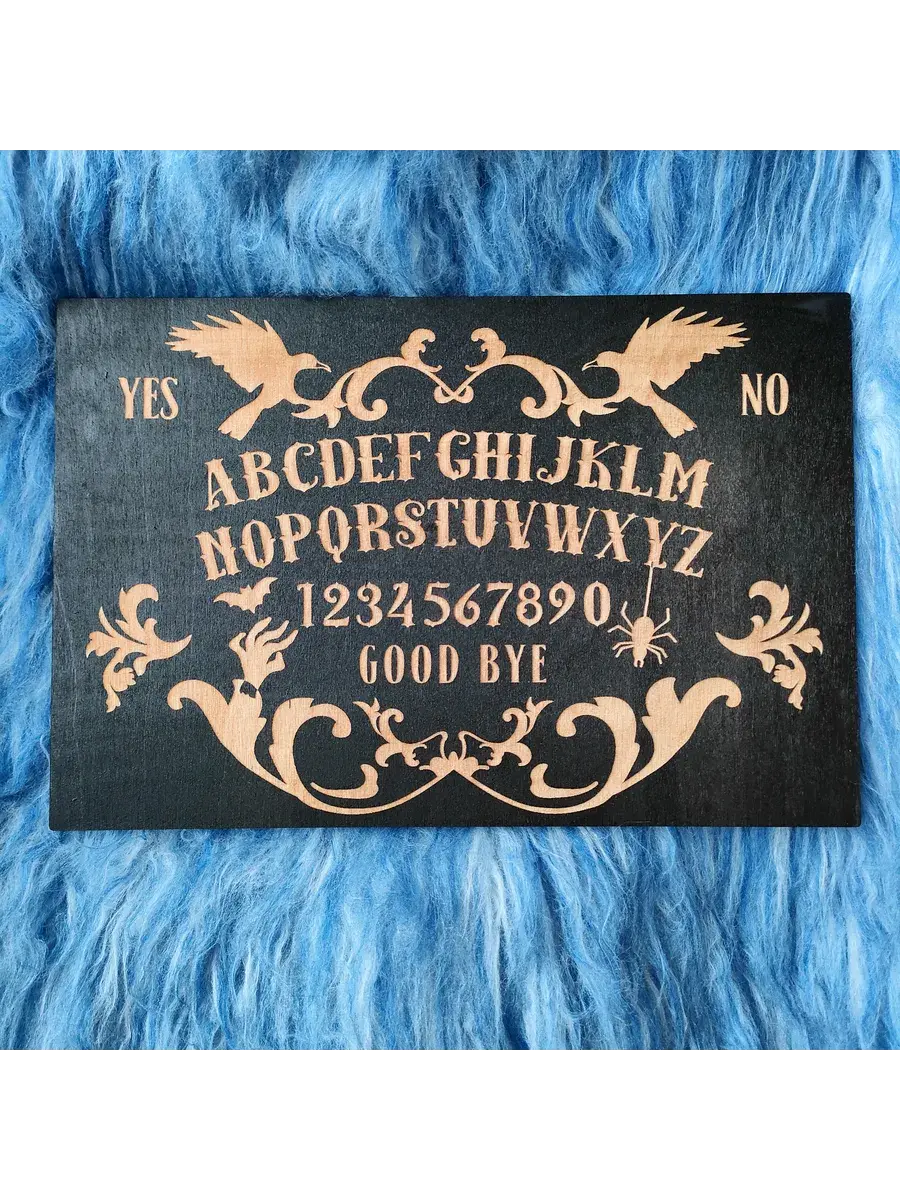 YES
NO
ABCDEFGHIJKLM
NOPQRSTUVWXYZ
1234567890
GOOD BYE